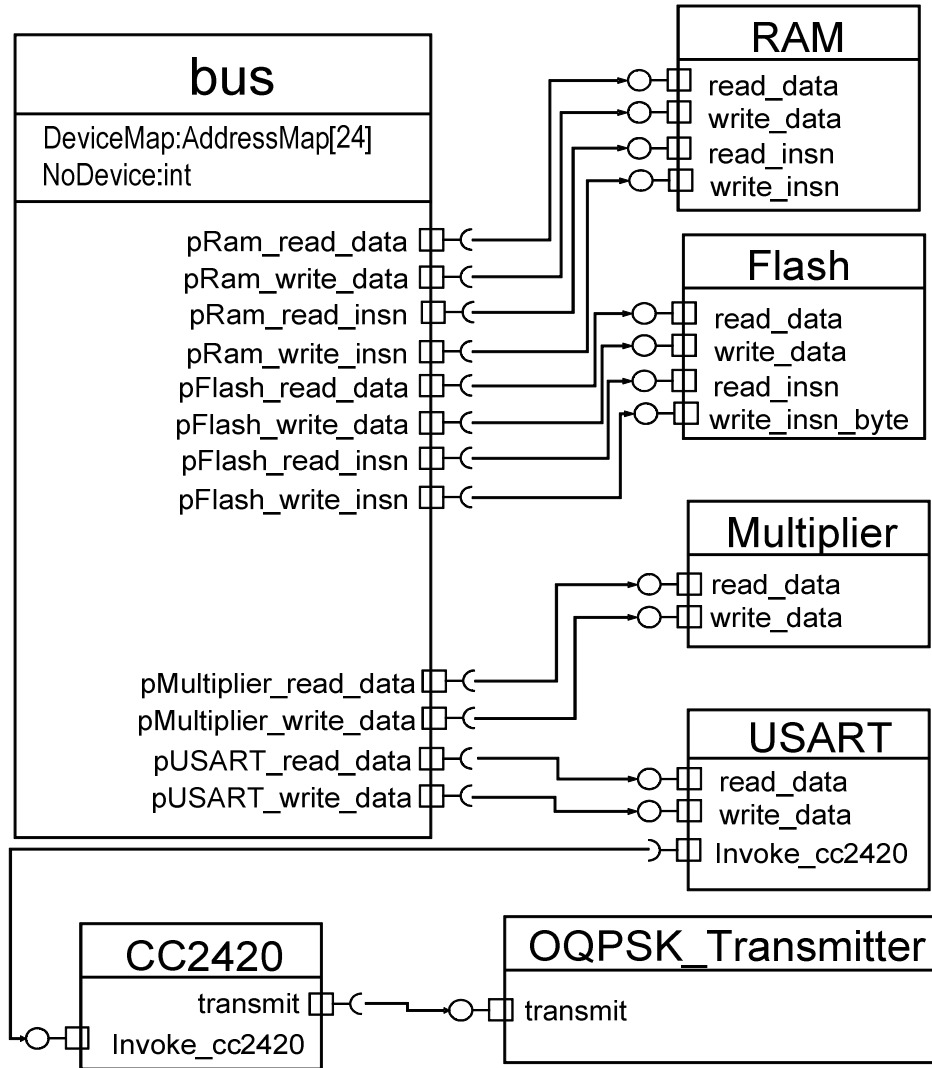 bus
DeviceMap:AddressMap[24]
NoDevice:int
pRam_read_data
pRam_write_data
pRam_read_insn
pRam_write_insn
pFlash_read_data
pFlash_write_data
pFlash_read_insn
pFlash_write_insn
pMultiplier_read_data
pMultiplier_write_data
pUSART_read_data
pUSART_write_data
RAM
read_data
write_data
read_insn
write_insn
Flash
read_data
write_data
read_insn
write_insn_byte
Multiplier
read_data
write_data
USART
read_data
write_data
Invoke_cc2420
CC2420
transmit
Invoke_cc2420
OQPSK_Transmitter
transmit